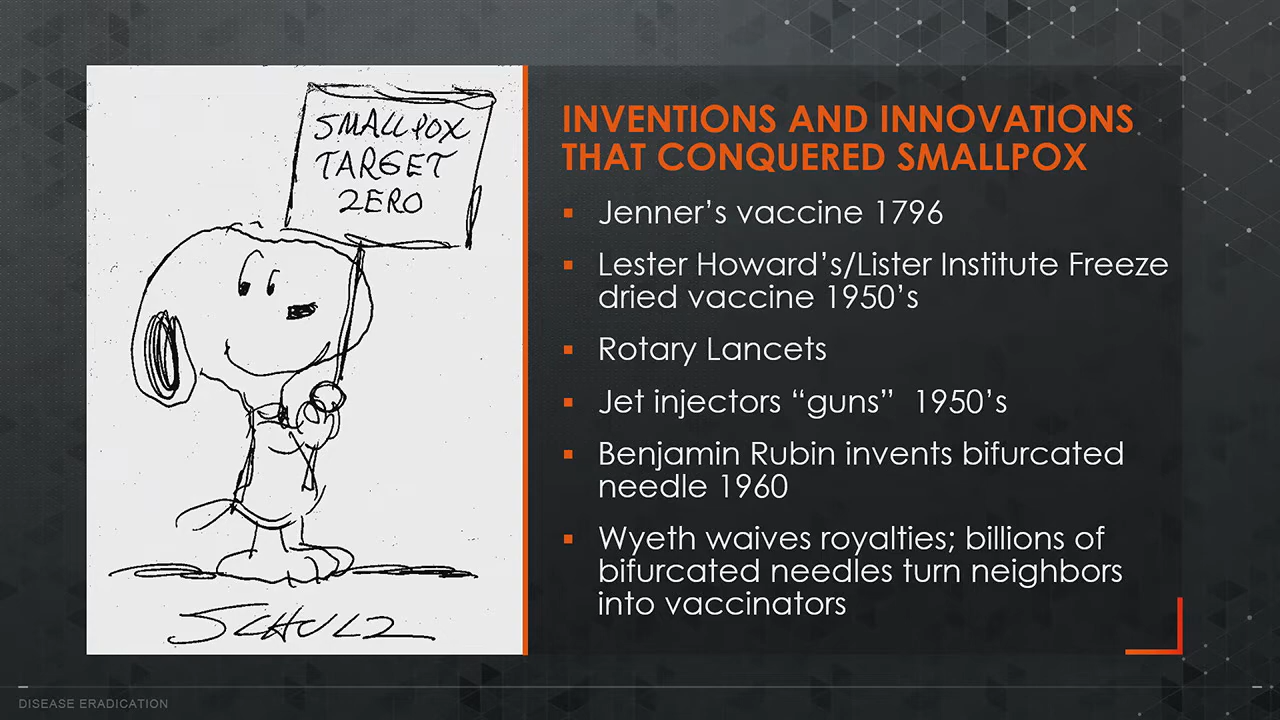 SMALLPOX
TARGET
ZERO
SCHULZ
INVENTIONS AND INNOVATIONS
THAT CONQUERED SMALLPOX
▪ Jenner’s vaccine 1796
▪ Lester Howard’s/Lister Institute Freeze
dried vaccine 1950’s
▪ Rotary Lancets
▪ Jet injectors “guns” 1950’s
▪ Benjamin Rubin invents bifurcated
needle 1960
▪ Wyeth waives royalties; billions of
bifurcated needles turn neighbors
into vaccinators
DISEASE ERADICATION